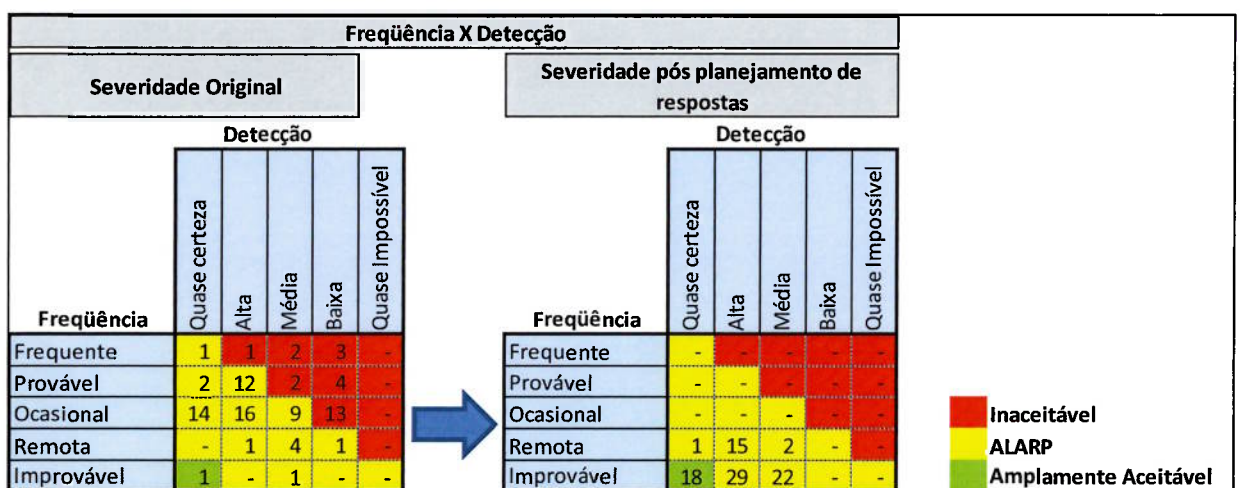 Freqüência X Detecção
Severidade Original
Severidade pós planejamento de
respostas
Detecção
Detecção
Freqüência Quase certeza Alta Média Baixa Quase Impossível
Freqüência Quase certeza Alta Média Baixa Quase Impossível
Frequente 1 1 2 3 -
Frequente - - - - -
Provável 2 12 2 4 -
Provável - - - - -
Ocasional 14 16 9 13 -
Ocasional - - - - -
Remota - 1 4 1 -
Remota 1 15 2 - -
Improvável 1 - 1 - -
Improvável 18 29 22 - -
Inaceitável
ALARP
Amplamente Aceitável